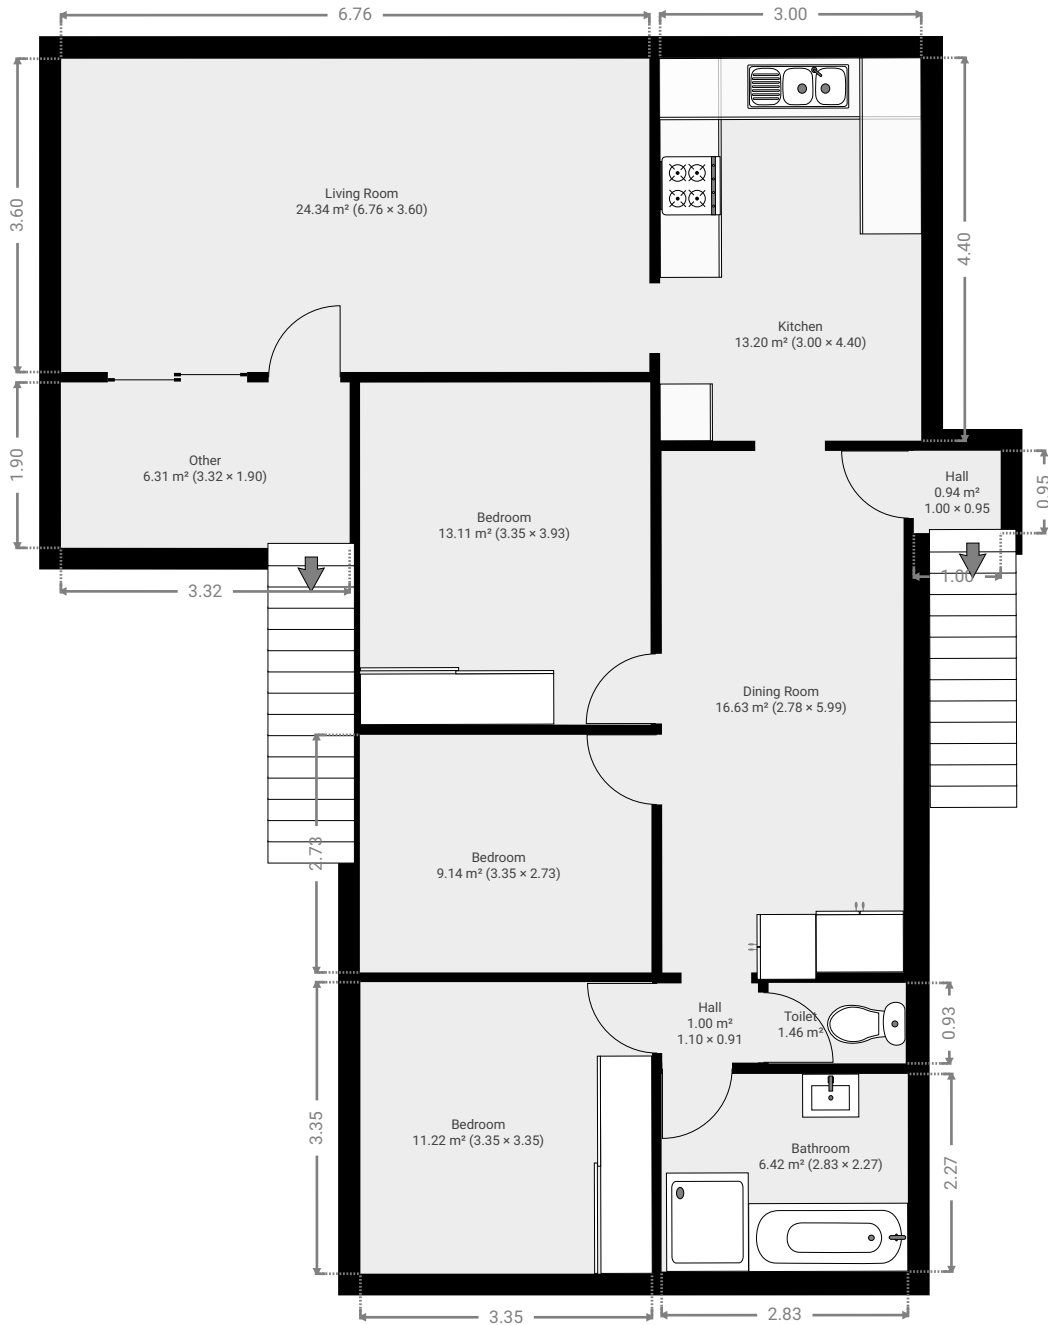 6.76
3.00
3.60
4.40
Living Room
24.34 m² (6.76 × 3.60)
Kitchen
13.20 m² (3.00 × 4.40)
1.90
Other
6.31 m² (3.32 × 1.90)
Hall
0.94 m²
1.00 × 0.95
0.95
Bedroom
13.11 m² (3.35 × 3.93)
3.32
1.00
Dining Room
16.63 m² (2.78 × 5.99)
2.73
Bedroom
9.14 m² (3.35 × 2.73)
Hall
1.00 m²
1.10 × 0.91
Toilet
1.46 m²
0.93
3.35
Bedroom
11.22 m² (3.35 × 3.35)
Bathroom
6.42 m² (2.83 × 2.27)
2.27
3.35
2.83